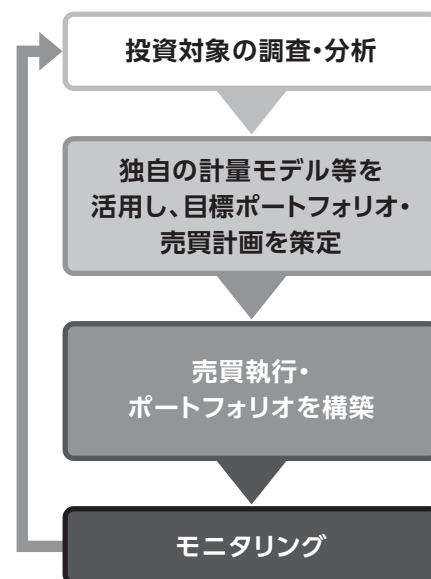 投資対象の調査・分析
独自の計量モデル等を
活用し、目標ポートフォリオ・
売買計画を策定
売買執行・
ポートフォリオを構築
モニタリング